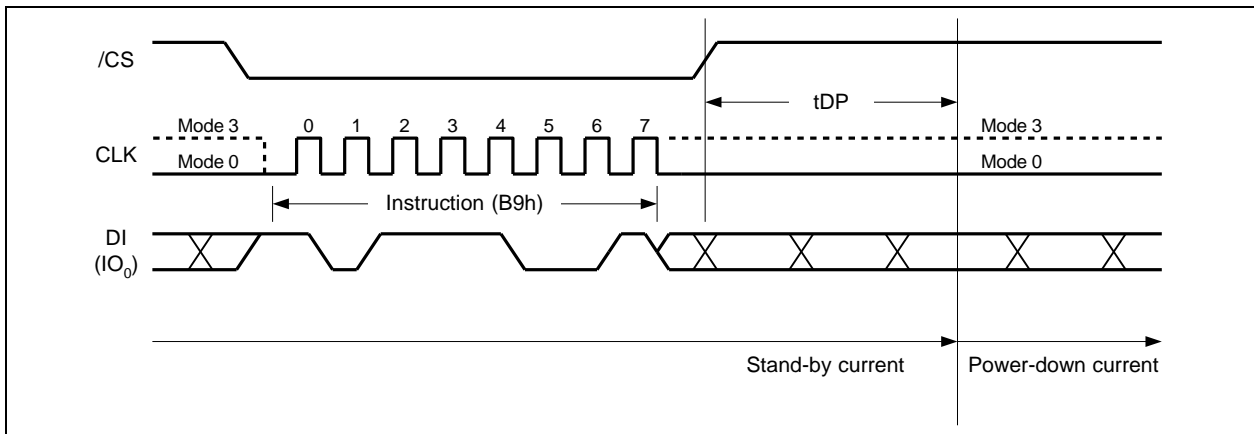 /CS
tDP
Mode 3
0 1 2 3 4 5 6 7
Mode 3
CLK
Mode 0
Mode 0
Instruction (B9h)
DI
(IO0)
Stand-by current
Power-down current